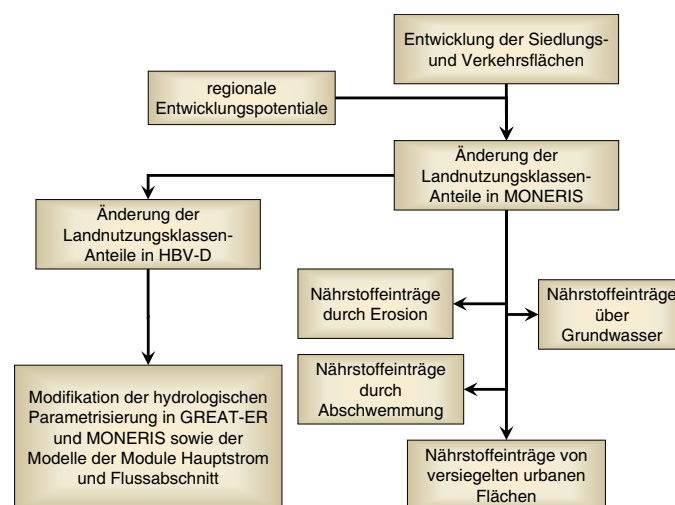 Entwicklung der Siedlungs-
und Verkehrsflächen
regionale
Entwicklungspotentiale
Änderung der
Landnutzungsklassen-
Anteile in MONERIS
Änderung der
Landnutzungsklassen-
Anteile in HBV-D
Nährstoffeinträge
durch Erosion
Nährstoffeinträge
über
Grundwasser
Nährstoffeinträge
durch
Abschwemmung
Modifikation der hydrologischen
Parametrisierung in GREAT-ER
und MONERIS sowie der
Modelle der Module Hauptstrom
und Flussabschnitt
Nährstoffeinträge von
versiegelten urbanen
Flächen